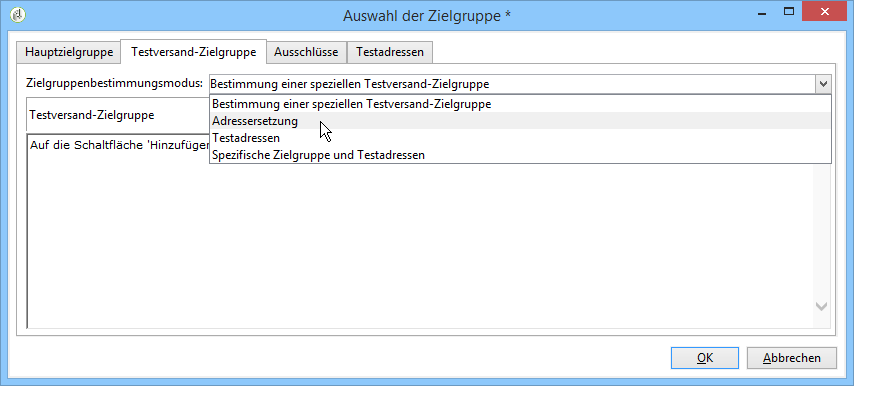 Auswahl der Zielgruppe *
Hauptzielgruppe Testversand-Zielgruppe Ausschlüsse Testadressen
Zielgruppenbestimmungsmodus: Bestimmung einer speziellen Testversand-Zielgruppe
Bestimmung einer speziellen Testversand-Zielgruppe
Testversand-Zielgruppe
Adressersetzung
Testadressen
Auf die Schaltfläche 'Hinzufügen
Spezifische Zielgruppe und Testadressen
OK Abbrechen